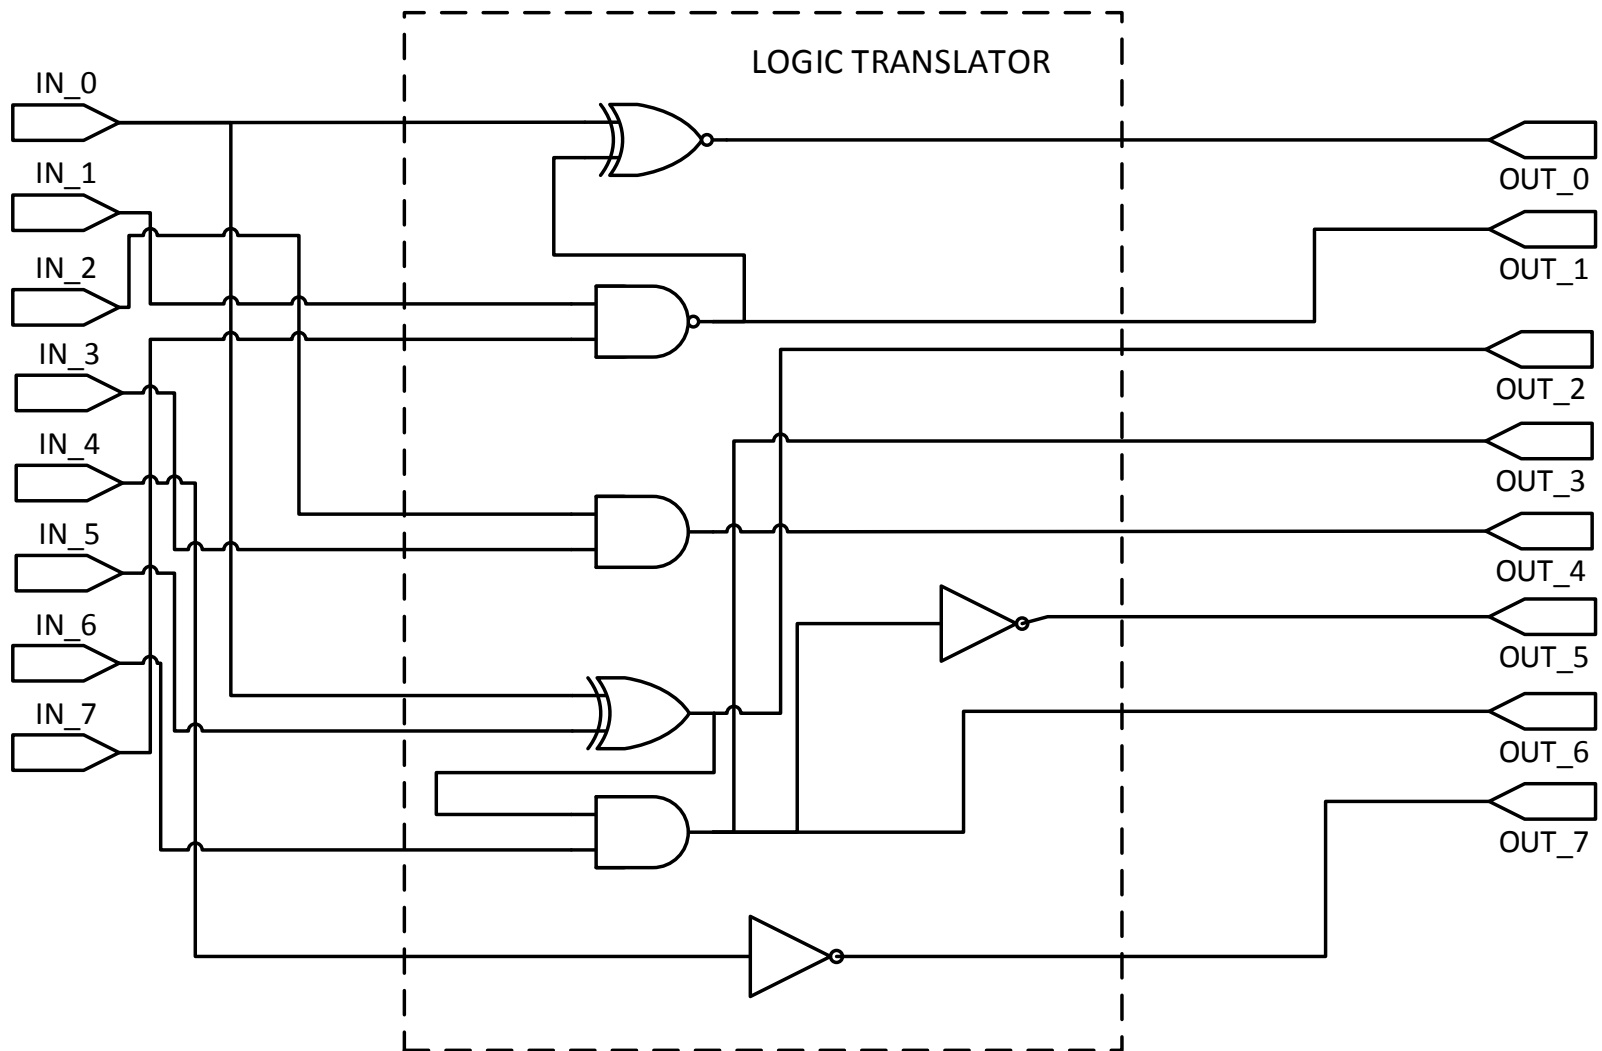 LOGIC TRANSLATOR
IN_0
IN_1
IN_2
IN_3
IN_4
IN_5
IN_6
IN_7
OUT_0
OUT_1
OUT_2
OUT_3
OUT_4
OUT_5
OUT_6
OUT_7